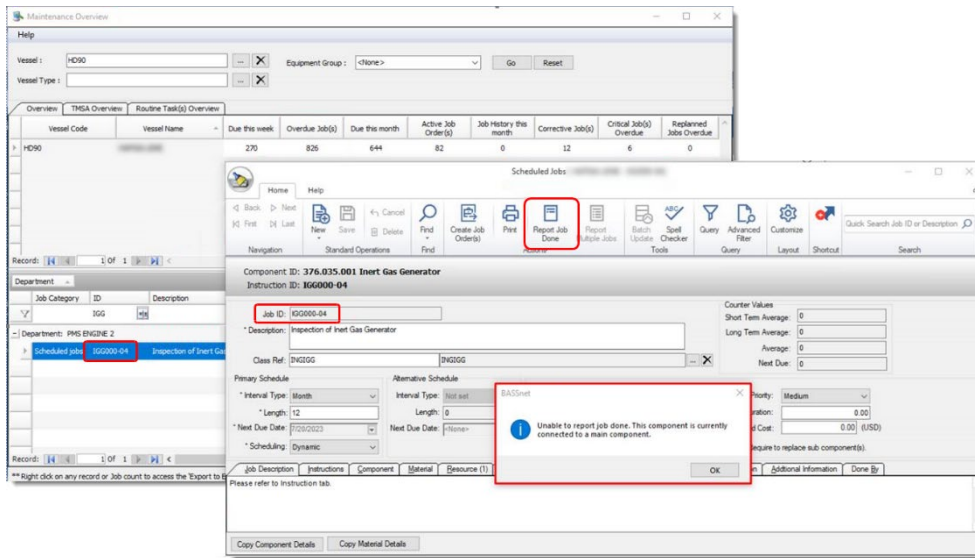 Maintenance Overview
Help
Vessel : HD90 ... Equipment Group : <None> Go Reset
Vessel Type : ...
Overview TMSA Overview Routine Task(s) Overview
Vessel Code Vessel Name Due this week Overdue Job(s) Due this month Active Job Order(s) Job History this month Corrective Job(s) Critical Job(s) Overdue Replanned Jobs Overdue
HD90 270 826 644 82 0 12 6 0
Record: 1 Of 1
Department
Job Category ID Description
IGG
Department: PMS ENGINE 2
Scheduled jobs IGG000-04 Inspection of Inert Gas
Record: 1 Of 1
** Right click on any record or Job count to access the 'Export to E
Scheduled Jobs
Home Help
Back Next
First Last
New Save Cancel Delete Find Create Job Order(s) Print Report Job Done Report Multiple Jobs Batch Update Spell Checker Query Advanced Filter Customize Shortcut Quick Search Job ID or Description
Navigation Standard Operations Find Actions Tools Query Layout Shortcut Search
Component ID: 376.035.001 Inert Gas Generator
Instruction ID: IGG000-04
Job ID: IGG000-04
* Description: Inspection of Inert Gas Generator
Class Ref: INGIGG INGIGG ...
Counter Values
Short Term Average: 0
Long Term Average: 0
Average: 0
Next Due: 0
Primary Schedule
* Interval Type: Month
* Length: 12
* Next Due Date: 7/20/2023
* Scheduling: Dynamic
Alternative Schedule
Interval Type: Not set
Length: 0
Next Due Date: <None>
Priority: Medium
0.00
Cost: 0.00 (USD)
Require to replace sub component(s).
BASSnet
Unable to report job done. This component is currently
connected to a main component.
OK
Job Description Instructions Component Material Resource (1) Additional Information Done By
Please refer to Instruction tab.
Copy Component Details Copy Material Details